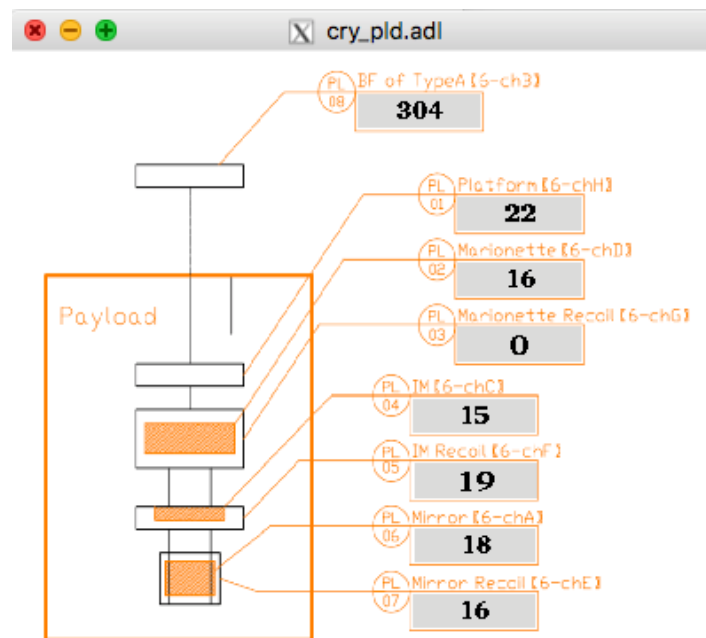 cry_pld.adl
PL
08
BF of TypeA [6-ch3]
304
PL
01
Platform [6-chH]
22
PL
02
Marionette [6-chD]
16
Payload
PL
03
Marionette Recoil [6-chG]
0
PL
04
IM [6-chC]
15
PL
05
IM Recoil [6-chF]
19
PL
06
Mirror [6-chA]
18
PL
07
Mirror Recoil [6-chE]
16